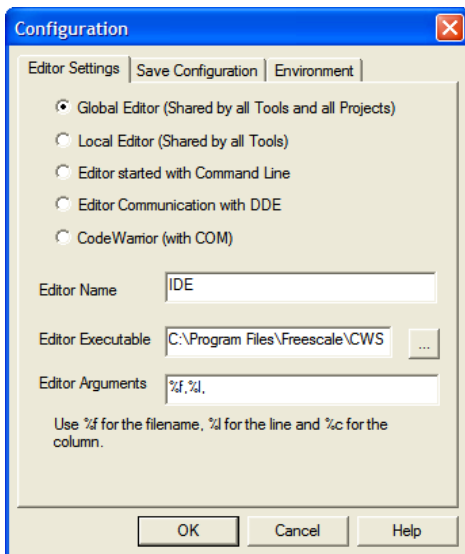 Configuration
Editor Settings
Save Configuration
Environment
Global Editor (Shared by all Tools and all Projects)
Local Editor (Shared by all Tools)
Editor started with Command Line
Editor Communication with DDE
CodeWarrior (with COM)
Editor Name
IDE
Editor Executable
C:\Program Files\Freescale\CWS
...
Editor Arguments
%f,%l,
Use %f for the filename, %l for the line and %c for the
column.
OK
Cancel
Help